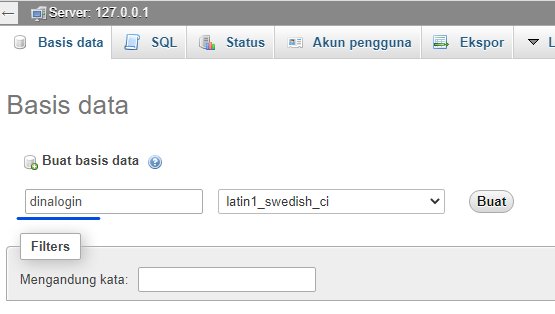 Server: 127.0.0.1
Basis data SQL Status Akun pengguna Ekspor L
Basis data
Buat basis data
dinalogin latin1_swedish_ci Buat
Filters
Mengandung kata: